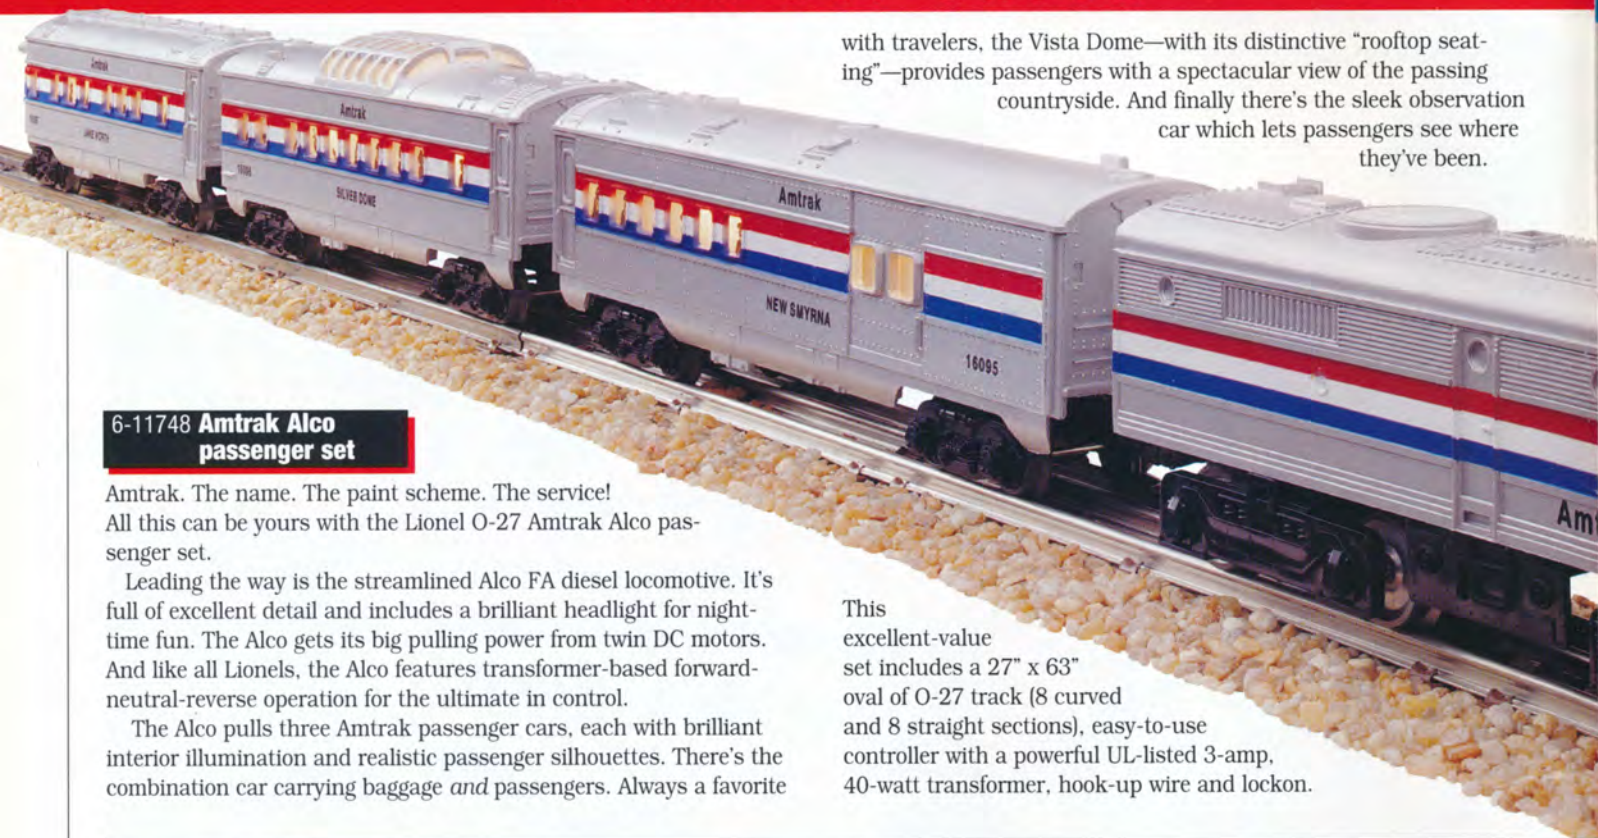 6-11748 Amtrak Alco
passenger set
Amtrak. The name. The paint scheme. The service!
All this can be yours with the Lionel O-27 Amtrak Alco pas-
senger set.
Leading the way is the streamlined Alco FA diesel locomotive. It's
full of excellent detail and includes a brilliant headlight for night-
time fun. The Alco gets its big pulling power from twin DC motors.
And like all Lionels, the Alco features transformer-based forward-
neutral-reverse operation for the ultimate in control.
The Alco pulls three Amtrak passenger cars, each with brilliant
interior illumination and realistic passenger silhouettes. There's the
combination car carrying baggage and passengers. Always a favorite
with travelers, the Vista Dome—with its distinctive "rooftop seat-
ing"—provides passengers with a spectacular view of the passing
countryside. And finally there's the sleek observation
car which lets passengers see where
they've been.
This
excellent-value
set includes a 27" x 63"
oval of O-27 track (8 curved
and 8 straight sections), easy-to-use
controller with a powerful UL-listed 3-amp,
40-watt transformer, hook-up wire and lockon.
Amtrak
LAKE WORTH
Amtrak
SILVER DOME
Amtrak
NEW SMYRNA
16095
Am